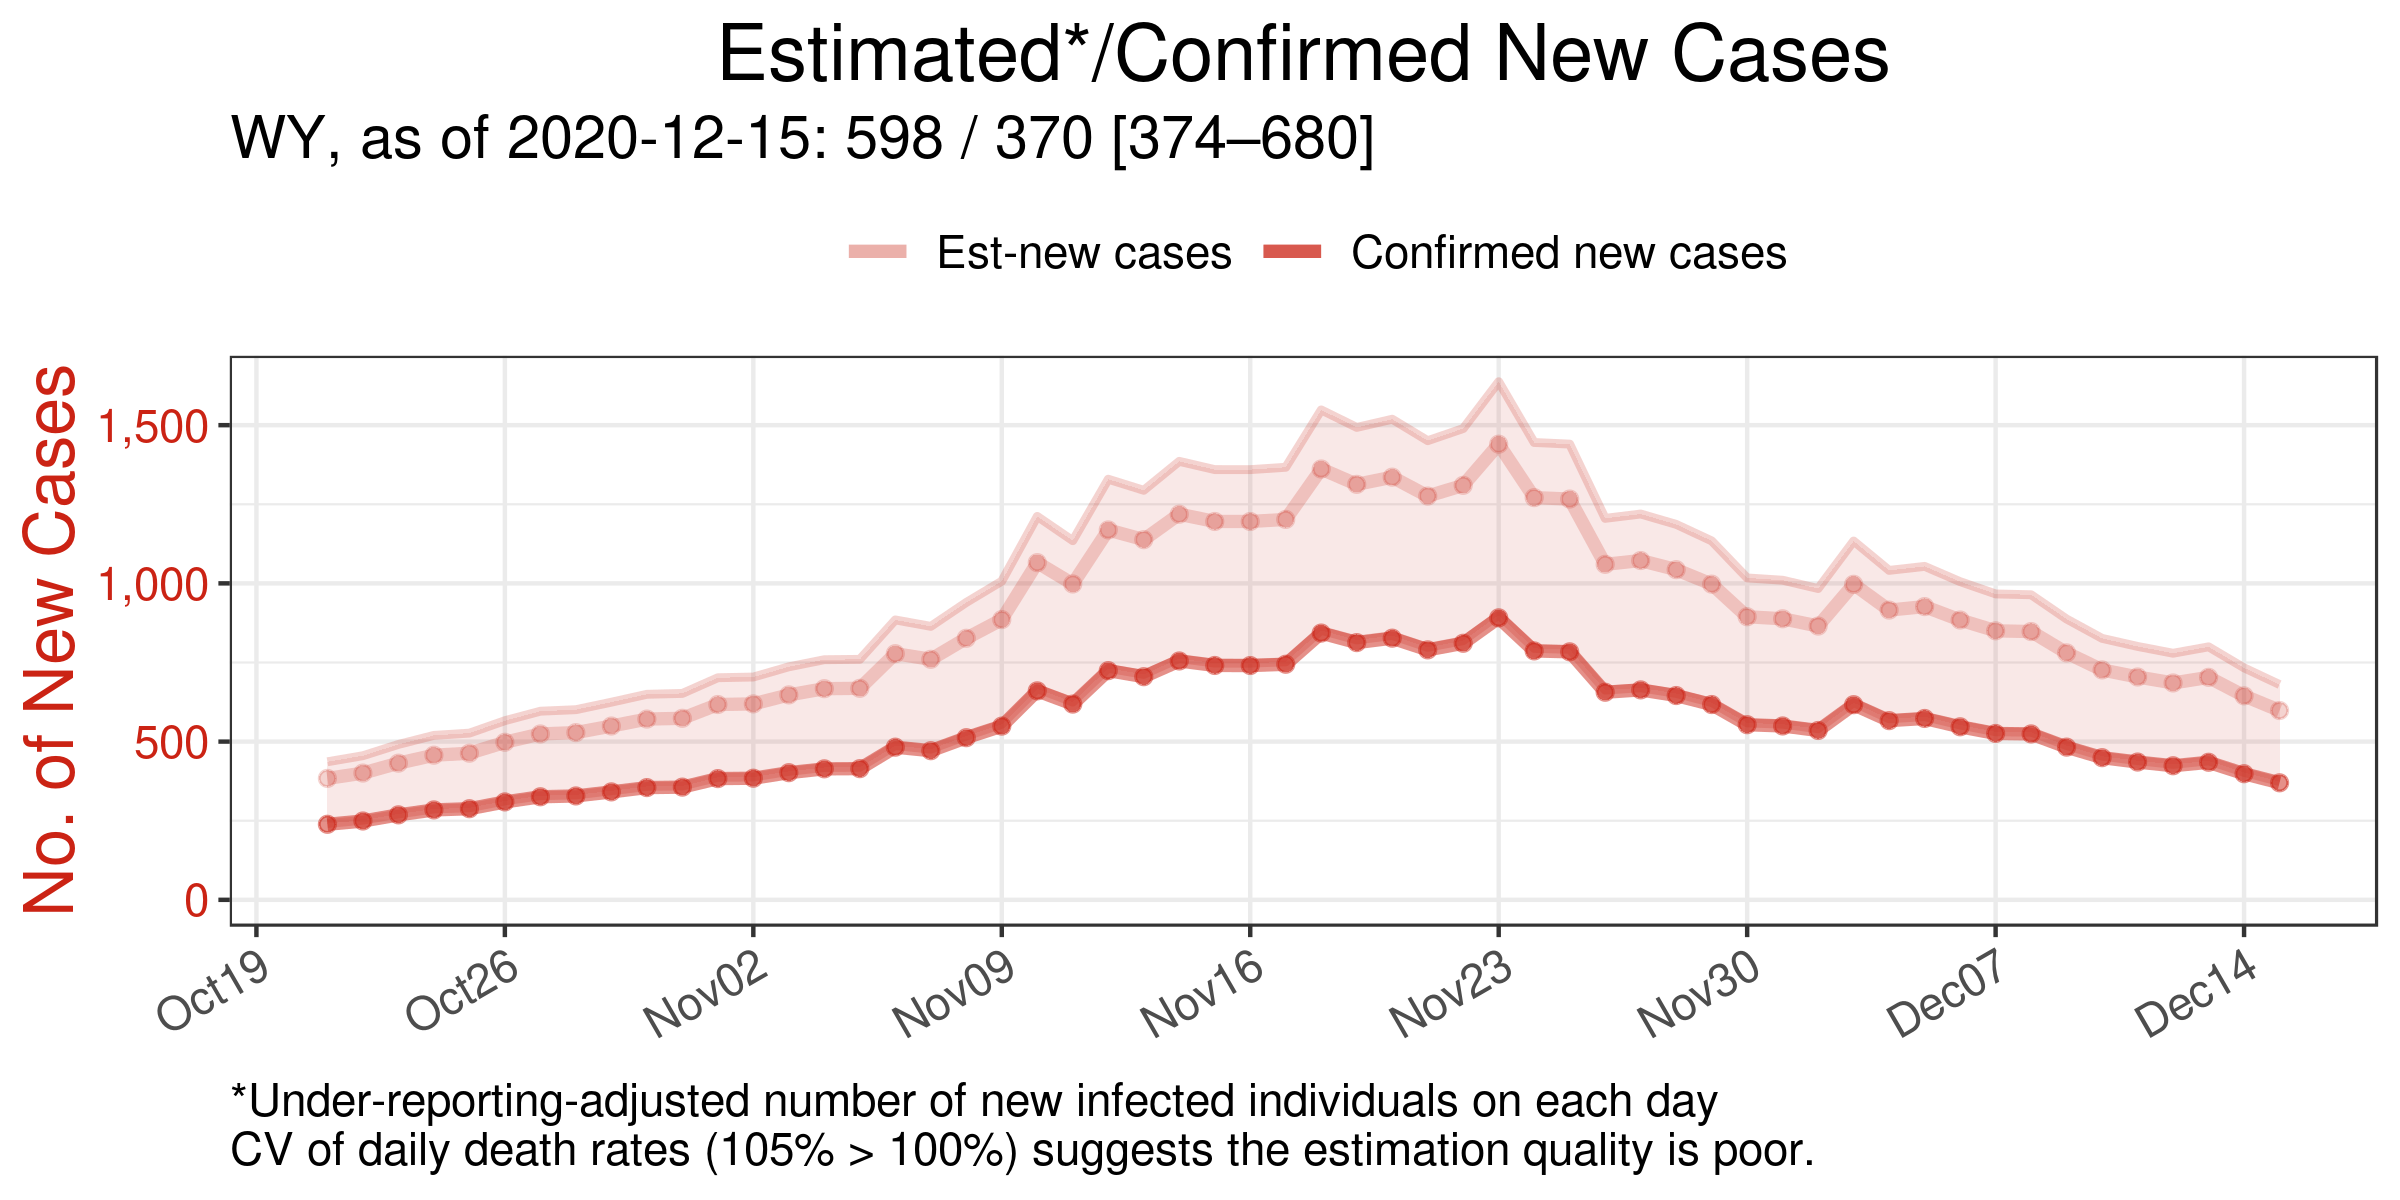 Estimated*/Confirmed New Cases
WY, as of 2020-12-15: 598 / 370 [374–680]
Est-new cases
Confirmed new cases
No. of New Cases
1,500
1,000
500
0
Oct19
Oct26
Nov02
Nov09
Nov16
Nov23
Nov30
Dec07
Dec14
*Under-reporting-adjusted number of new infected individuals on each day
CV of daily death rates (105% > 100%) suggests the estimation quality is poor.